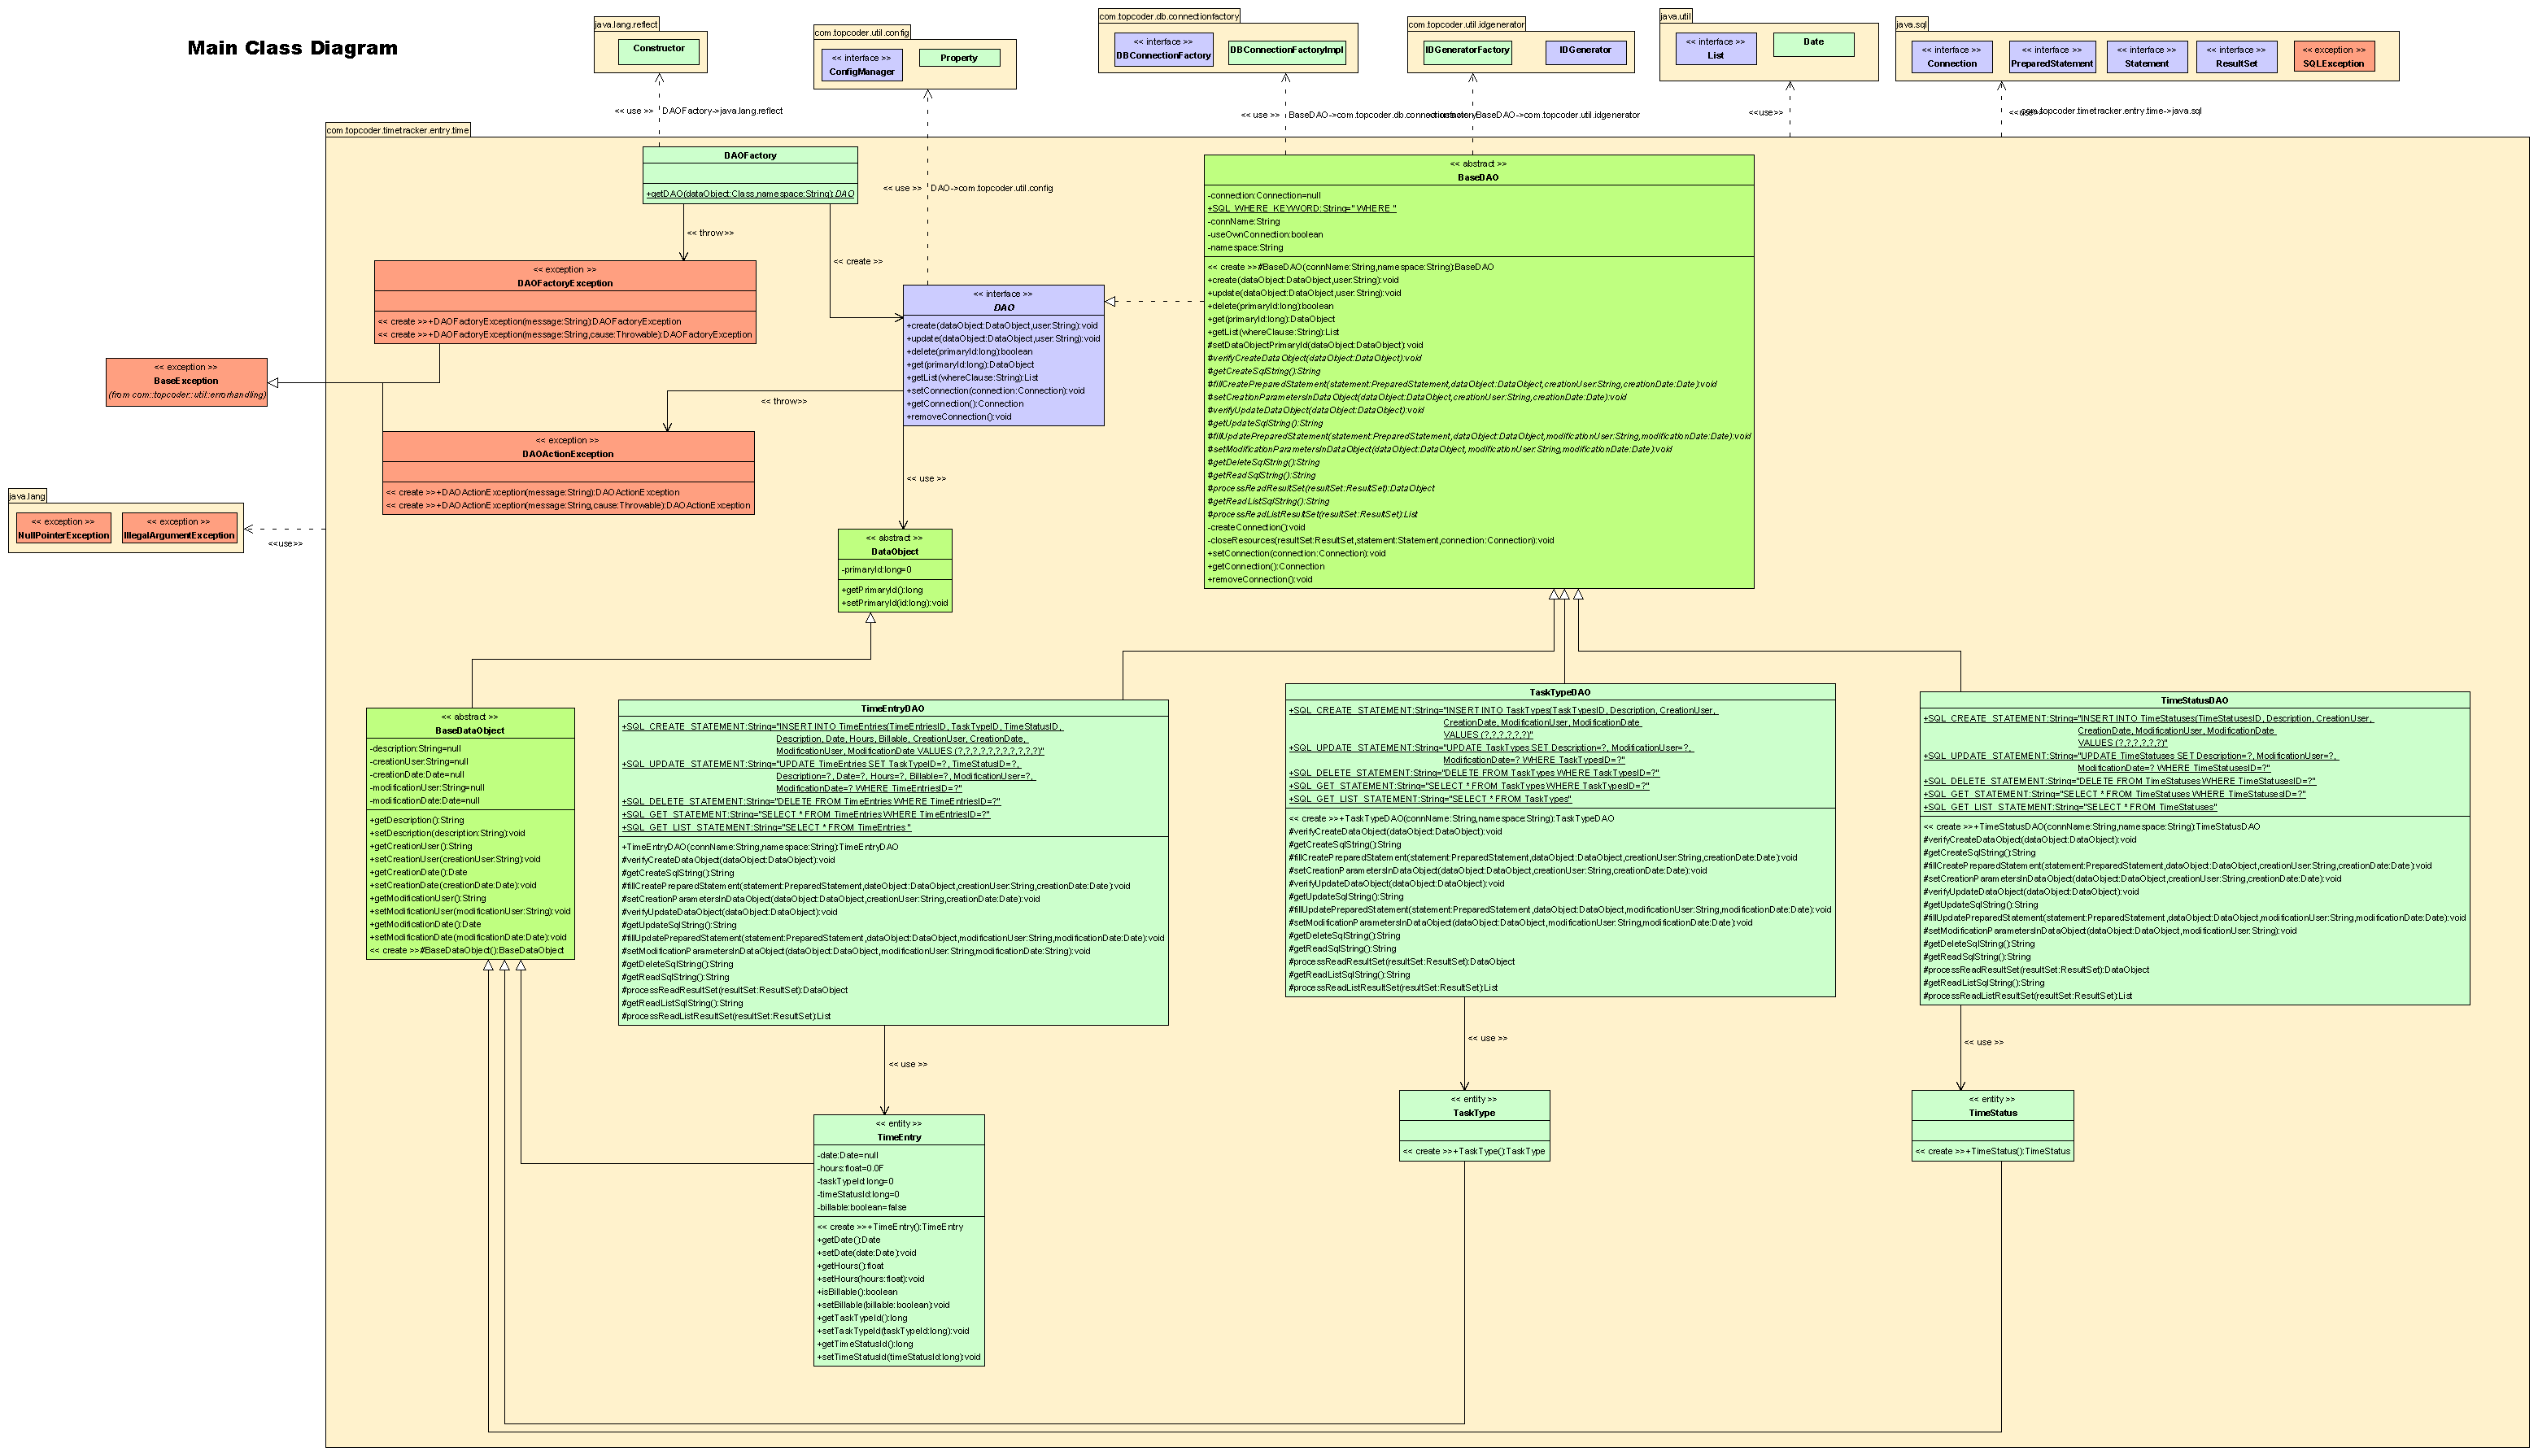 Main Class Diagram
java.lang.reflect
Constructor
com.topcoder.util.config
<< interface >>
ConfigManager
Property
com.topcoder.db.connectionfactory
<< interface >>
DBConnectionFactory
DBConnectionFactoryImpl
com.topcoder.util.idgenerator
IDGeneratorFactory
IDGenerator
java.util
<< interface >>
List
Date
java.sql
<< interface >>
Connection
<< interface >>
PreparedStatement
<< interface >>
Statement
<< interface >>
ResultSet
<< exception >>
SQLException
<< use >>
DAOFactory->java.lang.reflect
<< use >>
DAO->com.topcoder.util.config
<< use >>
BaseDAO->com.topcoder.db.connectionfactory
BaseDAO->com.topcoder.util.idgenerator
<<use>>
<<use>>
com.topcoder.timetracker.entry.time->java.sql
com.topcoder.timetracker.entry.time
DAOFactory
+getDAO(dataObject:Class,namespace:String):DAO
<< throw>>
<< create >>
<< exception >>
DAOFactoryException
<< create >>+DAOFactoryException(message:String):DAOFactoryException
<< create >>+DAOFactoryException(message:String,cause:Throwable):DAOFactoryException
<< exception >>
BaseException
(from com::topcoder::util::errorhandling)
<< exception >>
DAOActionException
<< create >>+DAOActionException(message:String):DAOActionException
<< create >>+DAOActionException(message:String,cause:Throwable):DAOActionException
<< throw>>
java.lang
<< exception >>
NullPointerException
<< exception >>
IllegalArgumentException
<<use>>
<< interface >>
DAO
+create(dataObject:DataObject,user:String):void
+update(dataObject:DataObject,user:String):void
+delete(primaryId:long):boolean
+get(primaryId:long):DataObject
+getList(whereClause:String):List
+setConnection(connection:Connection):void
+getConnection():Connection
+removeConnection():void
<< use >>
<< abstract >>
DataObject
-primaryId:long=0
+getPrimaryId():long
+setPrimaryId(id:long):void
<< abstract >>
BaseDAO
-connection:Connection=null
+SQL_WHERE_KEYWORD:String=" WHERE "
-connName:String
-useOwnConnection:boolean
-namespace:String
<< create >>#BaseDAO(connName:String,namespace:String):BaseDAO
+create(dataObject:DataObject,user:String):void
+update(dataObject:DataObject,user:String):void
+delete(primaryId:long):boolean
+get(primaryId:long):DataObject
+getList(whereClause:String):List
#setDataObjectPrimaryId(dataObject:DataObject):void
#verifyCreateDataObject(dataObject:DataObject):void
#getCreateSqlString():String
#fillCreatePreparedStatement(statement:PreparedStatement,dataObject:DataObject,creationUser:String,creationDate:Date):void
#setCreationParametersInDataObject(dataObject:DataObject,creationUser:String,creationDate:Date):void
#verifyUpdateDataObject(dataObject:DataObject):void
#getUpdateSqlString():String
#fillUpdatePreparedStatement(statement:PreparedStatement,dataObject:DataObject,modificationUser:String,modificationDate:Date):void
#setModificationParametersInDataObject(dataObject:DataObject,modificationUser:String,modificationDate:Date):void
#getDeleteSqlString():String
#getReadSqlString():String
#processReadResultSet(resultSet:ResultSet):DataObject
#getReadListSqlString():String
#processReadListResultSet(resultSet:ResultSet):List
-createConnection():void
-closeResources(resultSet:ResultSet,statement:Statement,connection:Connection):void
+setConnection(connection:Connection):void
+getConnection():Connection
+removeConnection():void
<< abstract >>
BaseDataObject
-description:String=null
-creationUser:String=null
-creationDate:Date=null
-modificationUser:String=null
-modificationDate:Date=null
+getDescription():String
+setDescription(description:String):void
+getCreationUser():String
+setCreationUser(creationUser:String):void
+getCreationDate():Date
+setCreationDate(creationDate:Date):void
+getModificationUser():String
+setModificationUser(modificationUser:String):void
+getModificationDate():Date
+setModificationDate(modificationDate:Date):void
<< create >>#BaseDataObject():BaseDataObject
TimeEntryDAO
+SQL_CREATE_STATEMENT:String="INSERT INTO TimeEntries(TimeEntriesID, TaskTypeID, TimeStatusID,
Description, Date, Hours, Billable, CreationUser, CreationDate,
ModificationUser, ModificationDate VALUES (?,?,?,?,?,?,?,?,?,?,?)"
+SQL_UPDATE_STATEMENT:String="UPDATE TimeEntries SET TaskTypeID=?, TimeStatusID=?,
Description=?, Date=?, Hours=?, Billable=?, ModificationUser=?,
ModificationDate=? WHERE TimeEntriesID=?"
+SQL_DELETE_STATEMENT:String="DELETE FROM TimeEntries WHERE TimeEntriesID=?"
+SQL_GET_STATEMENT:String="SELECT * FROM TimeEntries WHERE TimeEntriesID=?"
+SQL_GET_LIST_STATEMENT:String="SELECT * FROM TimeEntries "
+TimeEntryDAO(connName:String,namespace:String):TimeEntryDAO
#verifyCreateDataObject(dataObject:DataObject):void
#getCreateSqlString():String
#fillCreatePreparedStatement(statement:PreparedStatement,dateObject:DataObject,creationUser:String,creationDate:Date):void
#setCreationParametersInDataObject(dataObject:DataObject,creationUser:String,creationDate:Date):void
#verifyUpdateDataObject(dataObject:DataObject):void
#getUpdateSqlString():String
#fillUpdatePreparedStatement(statement:PreparedStatement,dataObject:DataObject,modificationUser:String,modificationDate:Date):void
#setModificationParametersInDataObject(dataObject:DataObject,modificationUser:String,modificationDate:String):void
#getDeleteSqlString():String
#getReadSqlString():String
#processReadResultSet(resultSet:ResultSet):DataObject
#getReadListSqlString():String
#processReadListResultSet(resultSet:ResultSet):List
TaskTypeDAO
+SQL_CREATE_STATEMENT:String="INSERT INTO TaskTypes(TaskTypesID, Description, CreationUser,
CreationDate, ModificationUser, ModificationDate
VALUES (?,?,?,?,?,?)"
+SQL_UPDATE_STATEMENT:String="UPDATE TaskTypes SET Description=?, ModificationUser=?,
ModificationDate=? WHERE TaskTypesID=?"
+SQL_DELETE_STATEMENT:String="DELETE FROM TaskTypes WHERE TaskTypesID=?"
+SQL_GET_STATEMENT:String="SELECT * FROM TaskTypes WHERE TaskTypesID=?"
+SQL_GET_LIST_STATEMENT:String="SELECT * FROM TaskTypes"
<< create >>+TaskTypeDAO(connName:String,namespace:String):TaskTypeDAO
#verifyCreateDataObject(dataObject:DataObject):void
#getCreateSqlString():String
#fillCreatePreparedStatement(statement:PreparedStatement,dataObject:DataObject,creationUser:String,creationDate:Date):void
#setCreationParametersInDataObject(dataObject:DataObject,creationUser:String,creationDate:Date):void
#verifyUpdateDataObject(dataObject:DataObject):void
#getUpdateSqlString():String
#fillUpdatePreparedStatement(statement:PreparedStatement,dataObject:DataObject,modificationUser:String,modificationDate:Date):void
#setModificationParametersInDataObject(dataObject:DataObject,modificationUser:String,modificationDate:Date):void
#getDeleteSqlString():String
#getReadSqlString():String
#processReadResultSet(resultSet:ResultSet):DataObject
#getReadListSqlString():String
#processReadListResultSet(resultSet:ResultSet):List
TimeStatusDAO
+SQL_CREATE_STATEMENT:String="INSERT INTO TimeStatuses(TimeStatusesID, Description, CreationUser,
CreationDate, ModificationUser, ModificationDate
VALUES (?,?,?,?,?,?)"
+SQL_UPDATE_STATEMENT:String="UPDATE TimeStatuses SET Description=?, ModificationUser=?,
ModificationDate=? WHERE TimeStatusesID=?"
+SQL_DELETE_STATEMENT:String="DELETE FROM TimeStatuses WHERE TimeStatusesID=?"
+SQL_GET_STATEMENT:String="SELECT * FROM TimeStatuses WHERE TimeStatusesID=?"
+SQL_GET_LIST_STATEMENT:String="SELECT * FROM TimeStatuses"
<< create >>+TimeStatusDAO(connName:String,namespace:String):TimeStatusDAO
#verifyCreateDataObject(dataObject:DataObject):void
#getCreateSqlString():String
#fillCreatePreparedStatement(statement:PreparedStatement,dataObject:DataObject,creationUser:String,creationDate:Date):void
#setCreationParametersInDataObject(dataObject:DataObject,creationUser:String,creationDate:Date):void
#verifyUpdateDataObject(dataObject:DataObject):void
#getUpdateSqlString():String
#fillUpdatePreparedStatement(statement:PreparedStatement,dataObject:DataObject,modificationUser:String,modificationDate:Date):void
#setModificationParametersInDataObject(dataObject:DataObject,modificationUser:String):void
#getDeleteSqlString():String
#getReadSqlString():String
#processReadResultSet(resultSet:ResultSet):DataObject
#getReadListSqlString():String
#processReadListResultSet(resultSet:ResultSet):List
<< use >>
<< use >>
<< use >>
<< entity >>
TimeEntry
-date:Date=null
-hours:float=0.0F
-taskTypeId:long=0
-timeStatusId:long=0
-billable:boolean=false
<< create >>+TimeEntry():TimeEntry
+getDate():Date
+setDate(date:Date):void
+getHours():float
+setHours(hours:float):void
+isBillable():boolean
+setBillable(billable:boolean):void
+getTaskTypeId():long
+setTaskTypeId(taskTypeId:long):void
+getTimeStatusId():long
+setTimeStatusId(timeStatusId:long):void
<< entity >>
TaskType
<< create >>+TaskType():TaskType
<< entity >>
TimeStatus
<< create >>+TimeStatus():TimeStatus